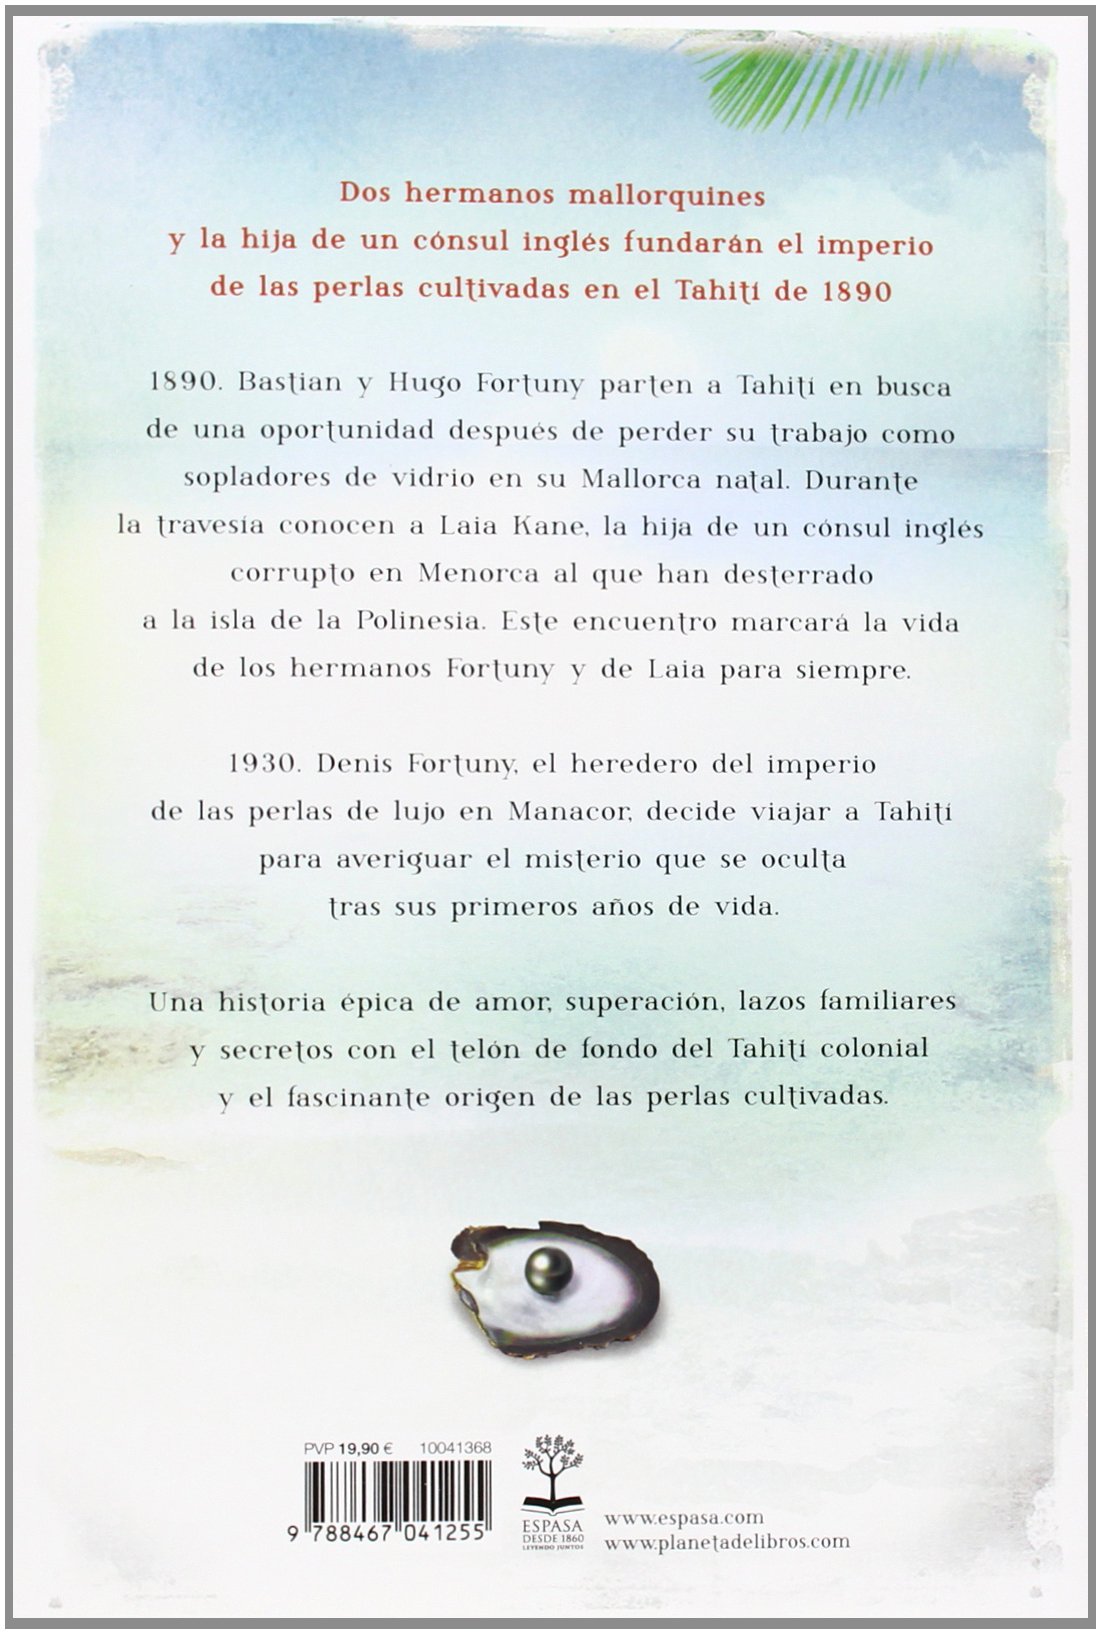 Dos hermanos mallorquines
y la hija de un cónsul inglés fundarán el imperio
de las perlas cultivadas en el Tahití de 1890
1890. Bastian y Hugo Fortuny parten a Tahití en busca
de una oportunidad después de perder su trabajo como
sopladores de vidrio en su Mallorca natal. Durante
la travesía conocen a Laia Kane, la hija de un cónsul inglés
corrupto en Menorca al que han desterrado
a la isla de la Polinesia. Este encuentro marcará la vida
de los hermanos Fortuny y de Laia para siempre.
1930. Denis Fortuny, el heredero del imperio
de las perlas de lujo en Manacor, decide viajar a Tahití
para averiguar el misterio que se oculta
tras sus primeros años de vida.
Una historia épica de amor, superación, lazos familiares
y secretos con el telón de fondo del Tahití colonial
y el fascinante origen de las perlas cultivadas.
PVP 19,90 € 10041368
9 788467 041255
ESPASA
DESDE 1860
LEYENDO JUNTOS
www.espasa.com
www.planetadelibros.com